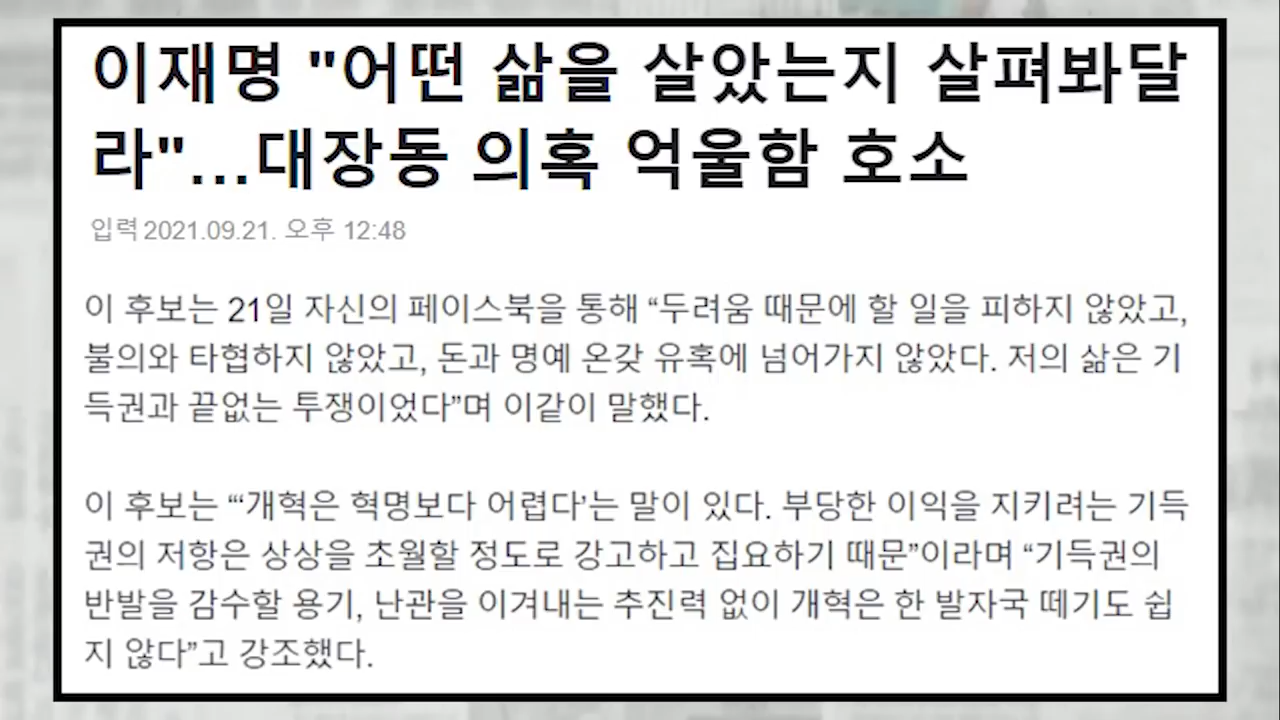 이재명 "어떤 삶을 살았는지 살펴봐달
라"...대장동 의혹 억울함 호소
입력 2021.09.21. 오후 12:48
이 후보는 21일 자신의 페이스북을 통해 “두려움 때문에 할 일을 피하지 않았고,
불의와 타협하지 않았고, 돈과 명예 온갖 유혹에 넘어가지 않았다. 저의 삶은 기
득권과 끝없는 투쟁이었다”며 이같이 말했다.
이 후보는 “‘개혁은 혁명보다 어렵다’는 말이 있다. 부당한 이익을 지키려는 기득
권의 저항은 상상을 초월할 정도로 강고하고 집요하기 때문”이라며 “기득권의
반발을 감수할 용기, 난관을 이겨내는 추진력 없이 개혁은 한 발자국 떼기도 쉽
지 않다”고 강조했다.